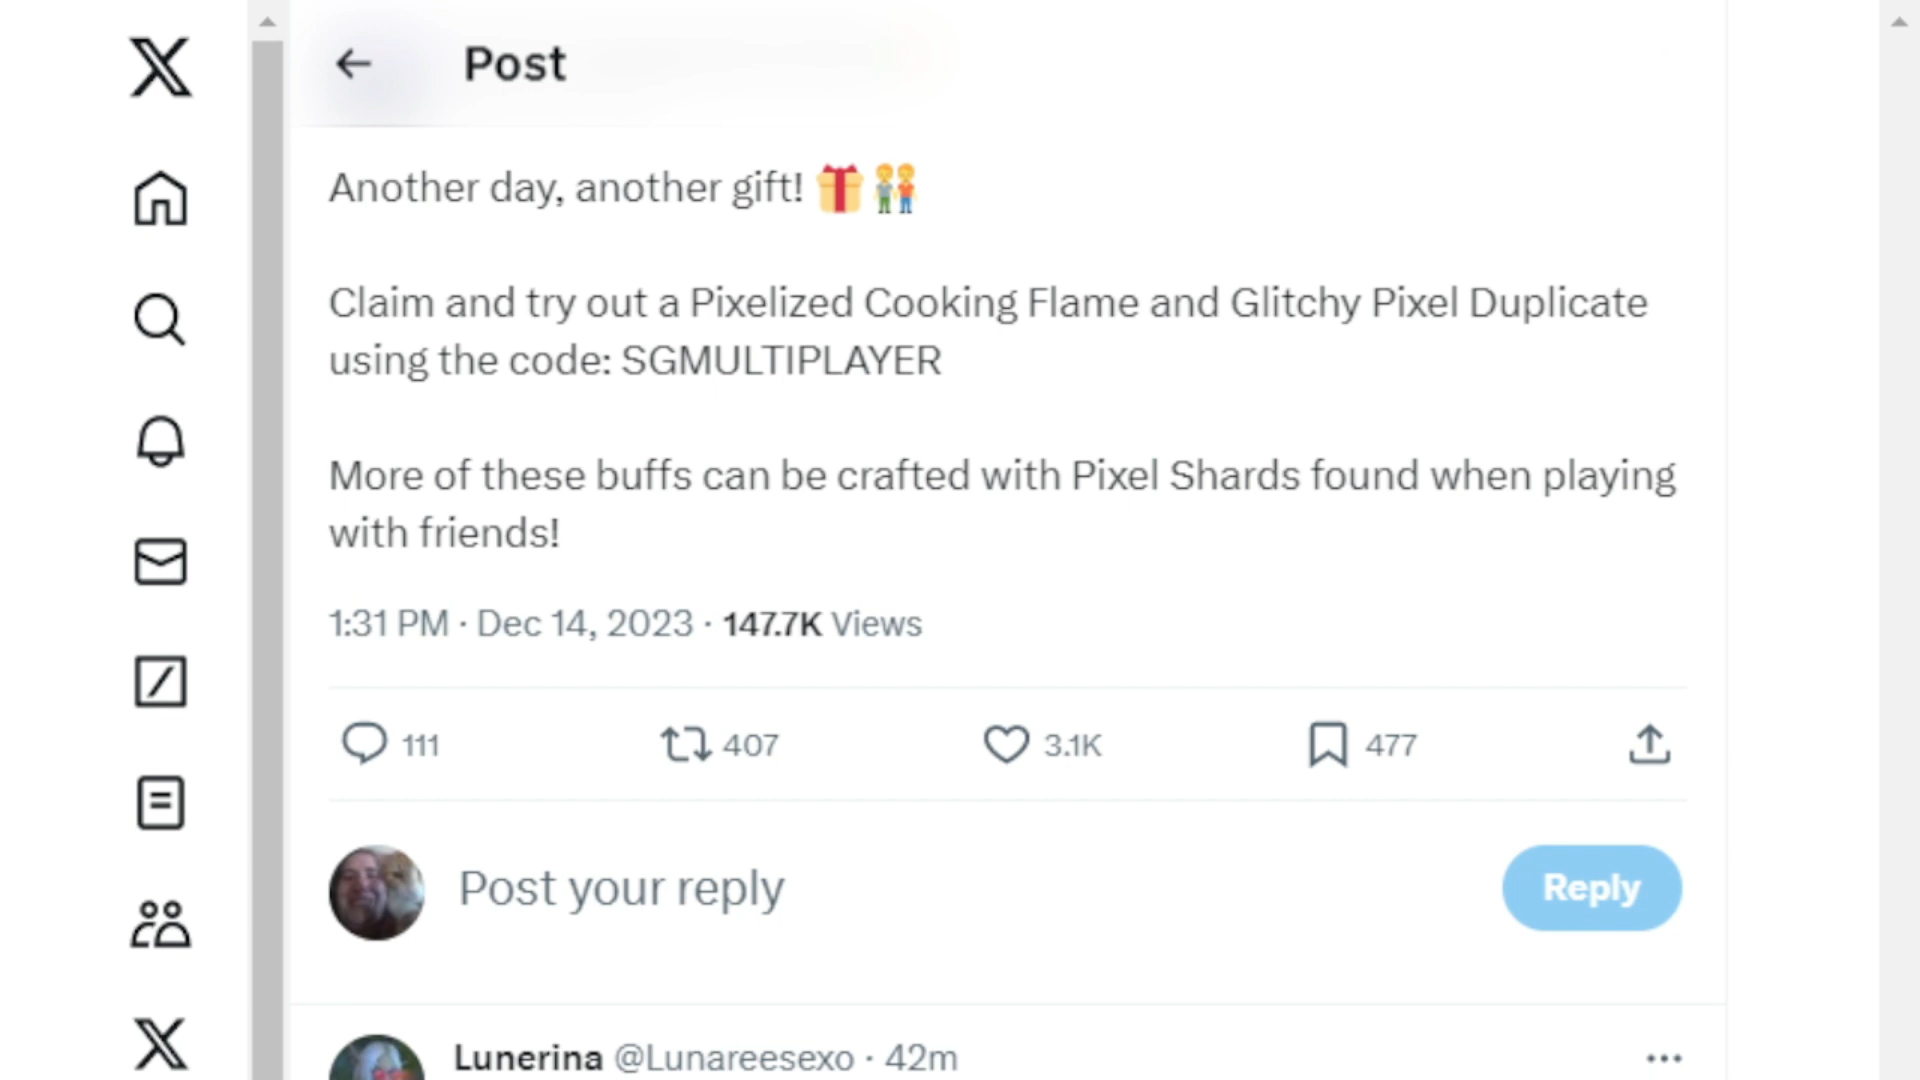 Post
Another day, another gift! 🎁👭
Claim and try out a Pixelized Cooking Flame and Glitchy Pixel Duplicate
using the code: SGMULTIPLAYER
More of these buffs can be crafted with Pixel Shards found when playing
with friends!
1:31 PM · Dec 14, 2023 · 147.7K Views
111 407 3.1K 477
Post your reply Reply
Lunerina @Lunareesexo · 42m